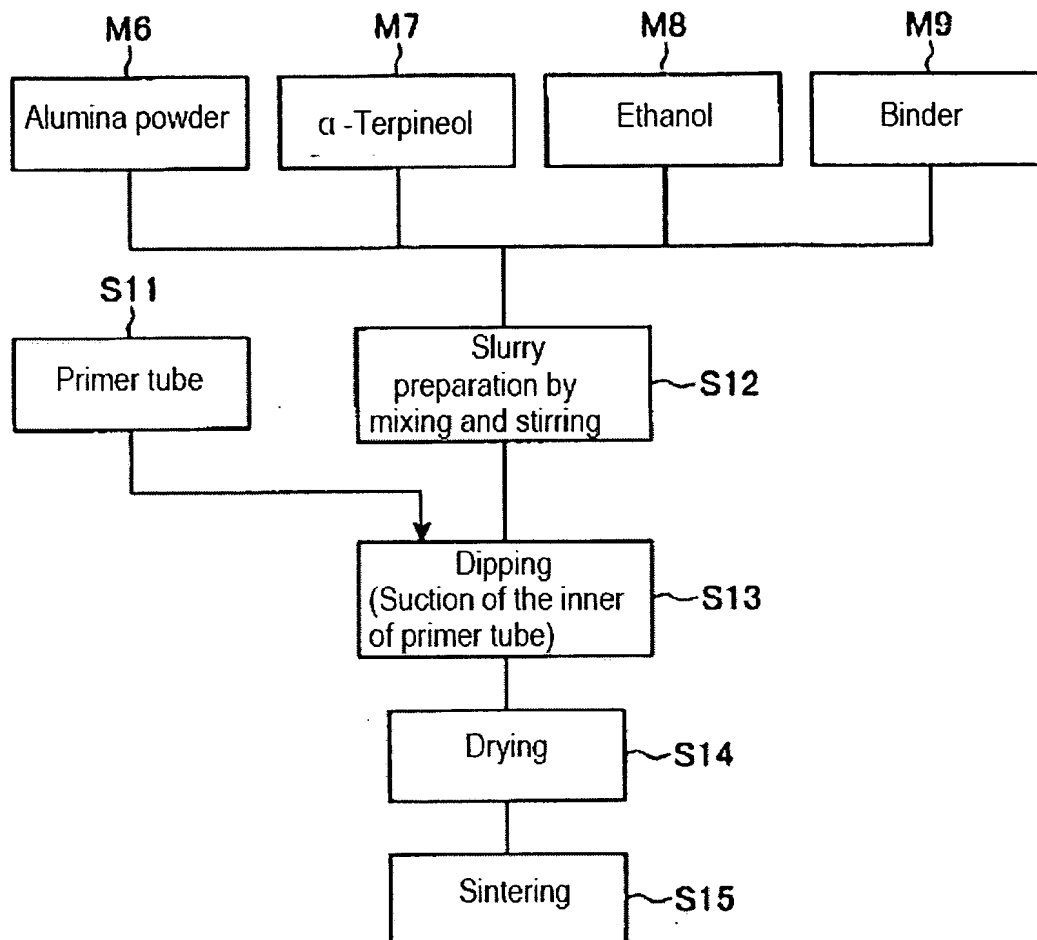 M6 M7 M8 M9
Alumina powder α -Terpineol Ethanol Binder
S11
Primer tube
Slurry
preparation by
mixing and stirring
S12
Dipping
(Suction of the inner
of primer tube)
S13
Drying
S14
Sintering
S15